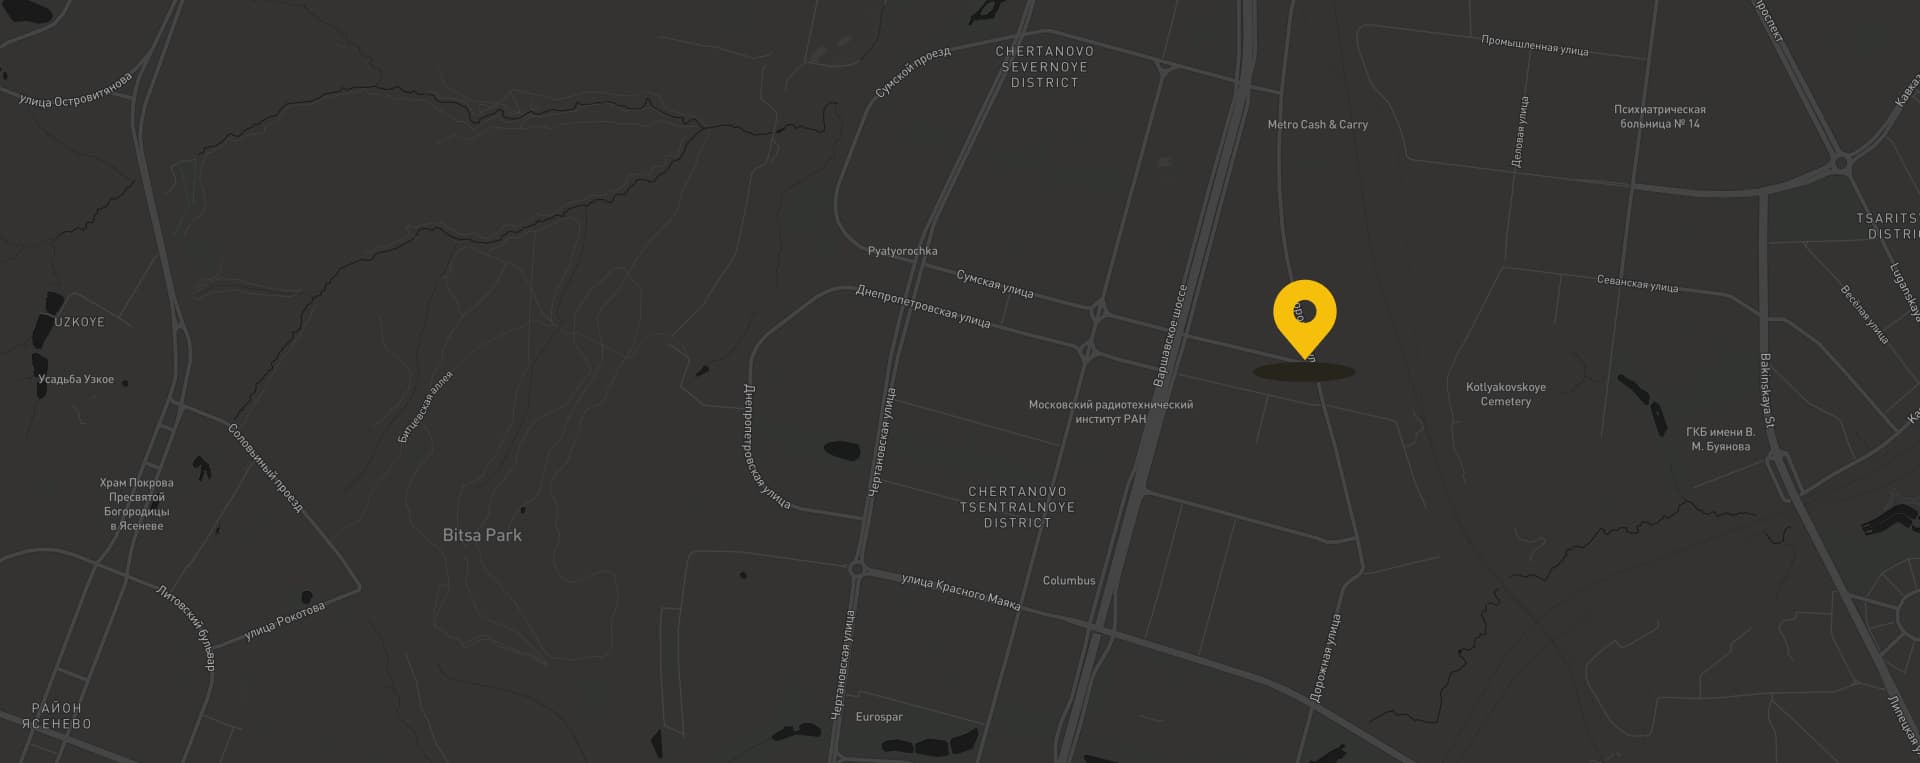 проспект
CHERTANOVO
SEVERNOYE
DISTRICT
Промышленная улица
Сумской проезд
улица Островитянова
Metro Cash & Carry
Деловая улица
Психиатрическая
больница № 14
TSARITS
DISTRI
Pyatyorochka
Сумская улица
Днепропетровская улица
Варшавское шоссе
Севанская улица
Весёлая улица
Luganskaya
UZKOYE
Усадьба Узкое
Битцевская аллея
Днепропетровская улица
Чертановская улица
Московский радиотехнический
институт РАН
Kotlyakovskoye
Cemetery
Bakinskaya St
ГКБ имени В.
М. Буянова
Соловьиный проезд
Храм Покрова
Пресвятой
Богородицы
в Ясеневе
CHERTANOVO
TSENTRALNOYE
DISTRICT
Bitsa Park
улица Красного Маяка
Columbus
Литовский бульвар
улица Рокотова
Чертановская улица
Дорожная улица
РАЙОН
ЯСЕНЕВО
Eurospar
Липецкая у